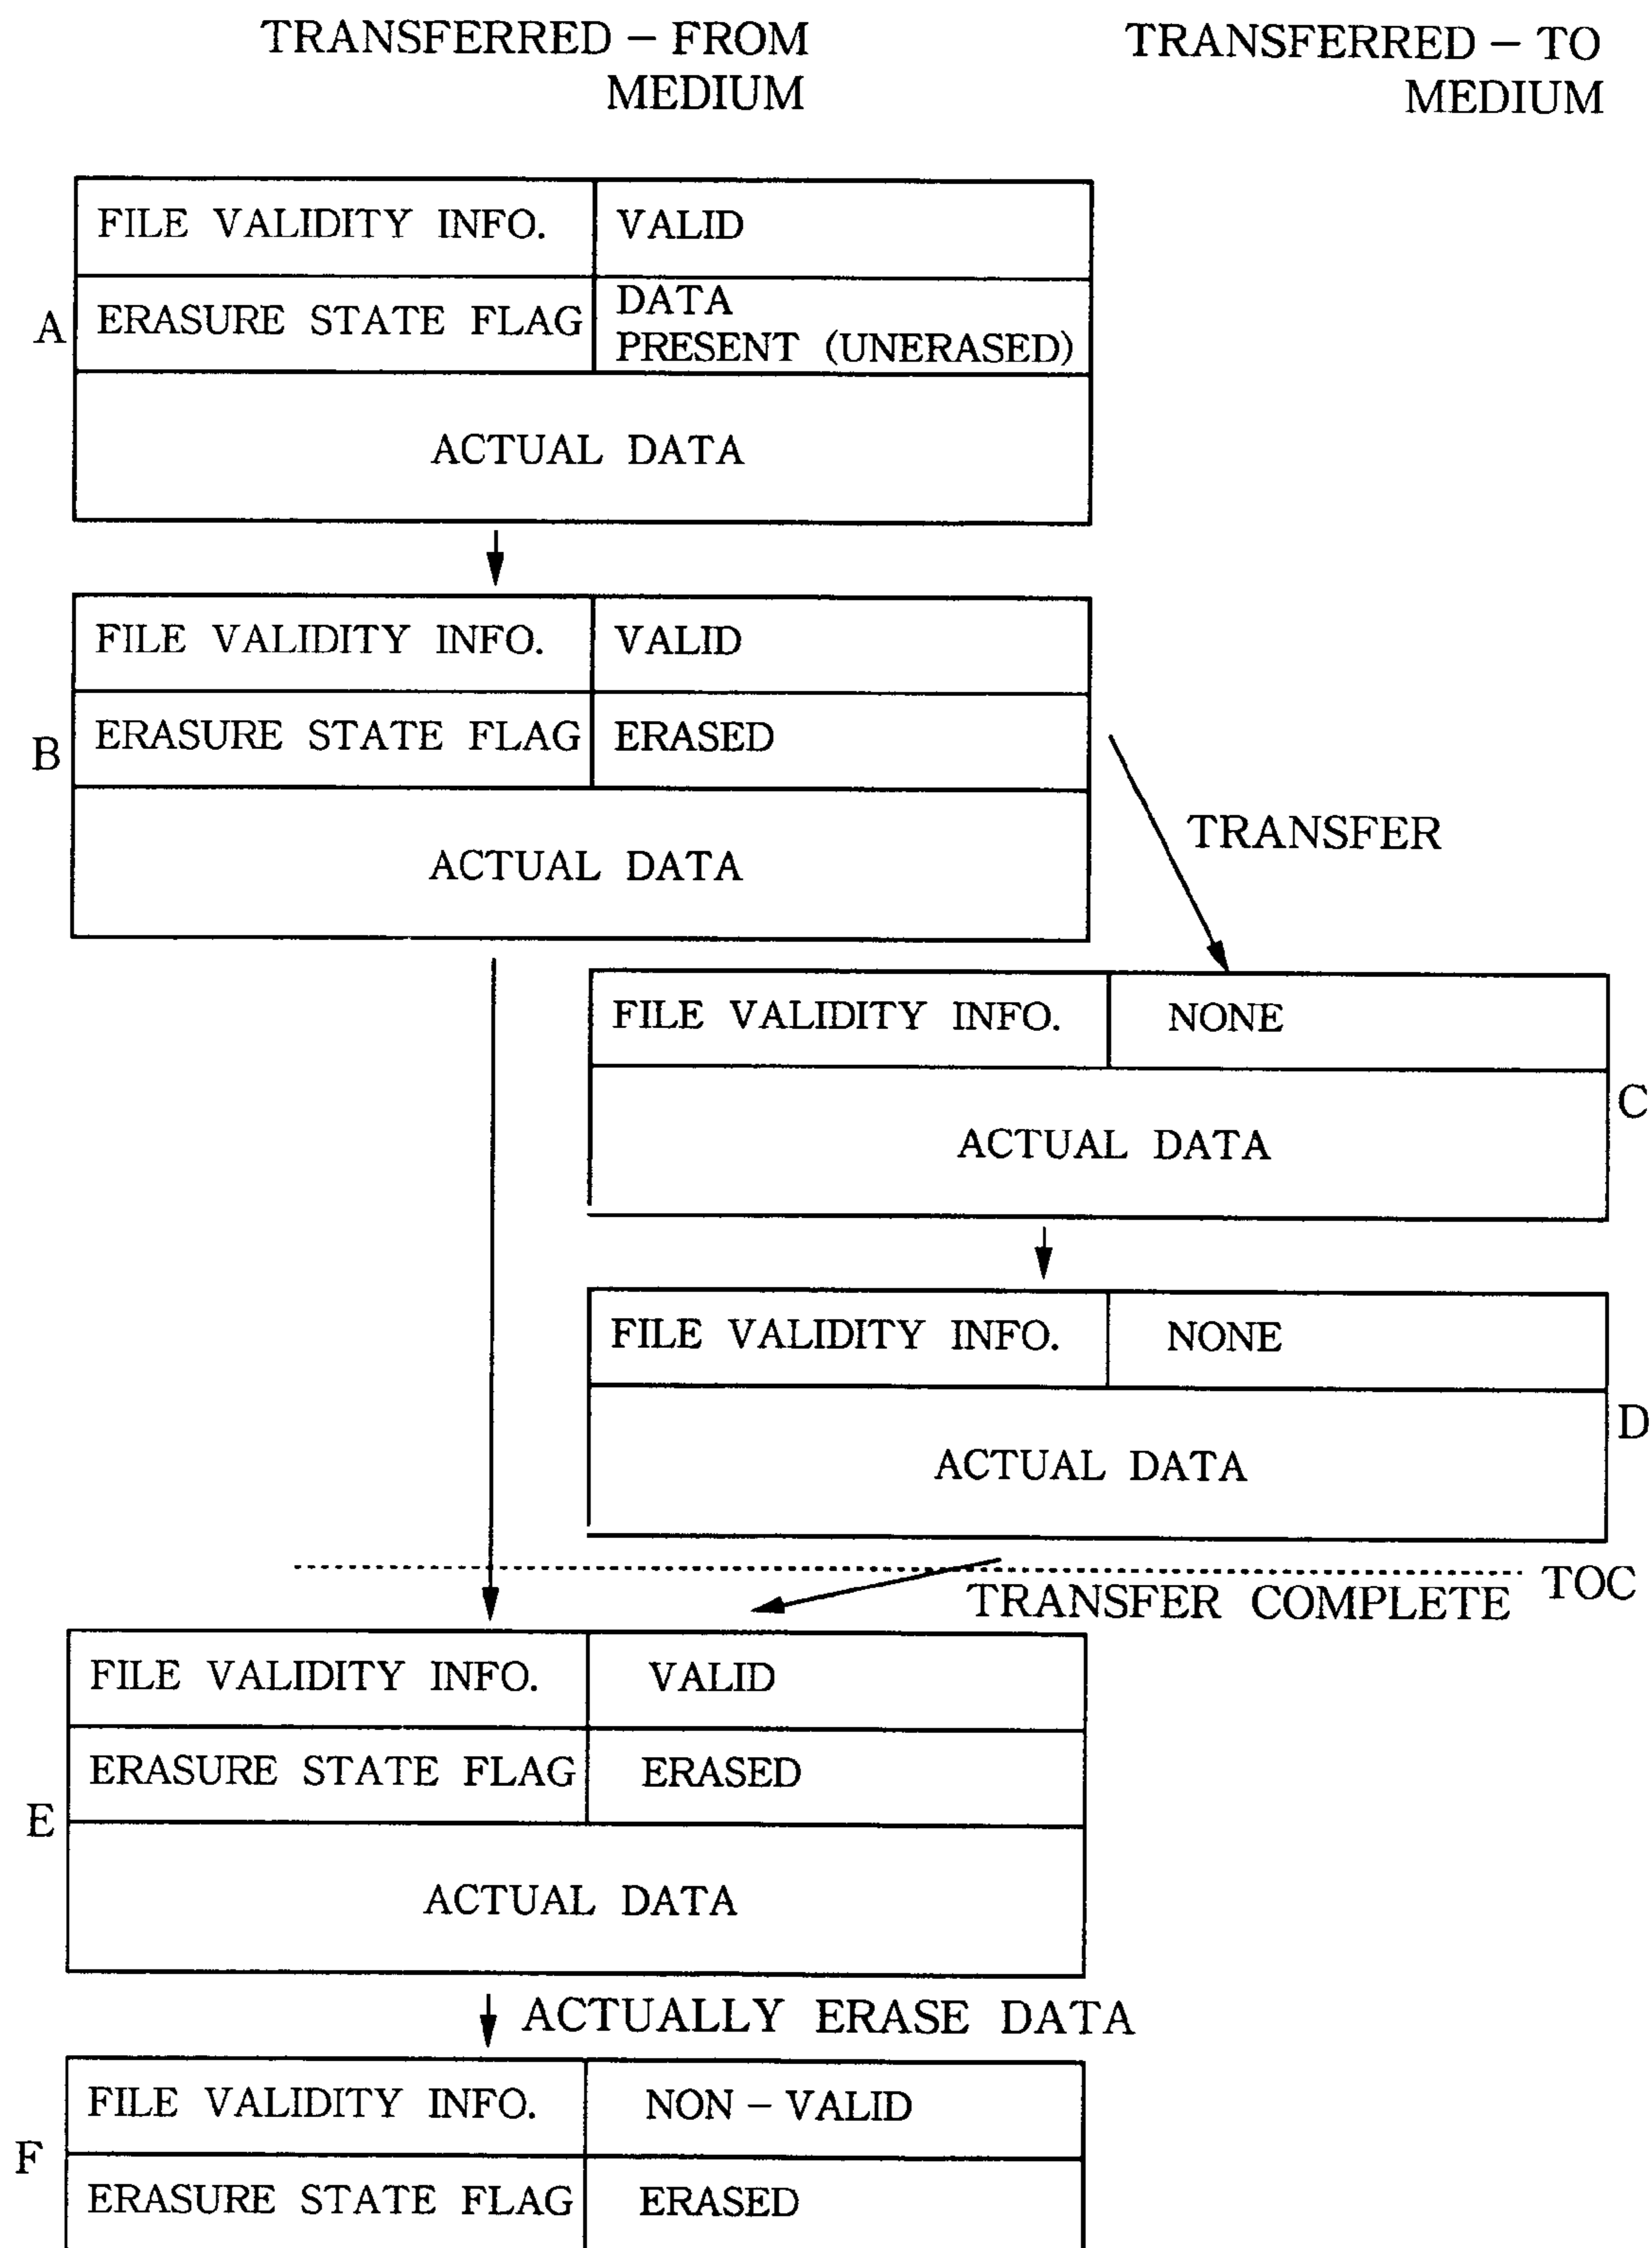 TRANSFERRED – FROM
MEDIUM
TRANSFERRED – TO
MEDIUM
A
FILE VALIDITY INFO.
VALID
ERASURE STATE FLAG
DATA
PRESENT (UNERASED)
ACTUAL DATA
B
FILE VALIDITY INFO.
VALID
ERASURE STATE FLAG
ERASED
ACTUAL DATA
TRANSFER
FILE VALIDITY INFO.
NONE
C
ACTUAL DATA
FILE VALIDITY INFO.
NONE
D
ACTUAL DATA
TOC
TRANSFER COMPLETE
FILE VALIDITY INFO.
VALID
ERASURE STATE FLAG
ERASED
E
ACTUAL DATA
ACTUALLY ERASE DATA
FILE VALIDITY INFO.
NON – VALID
F
ERASURE STATE FLAG
ERASED